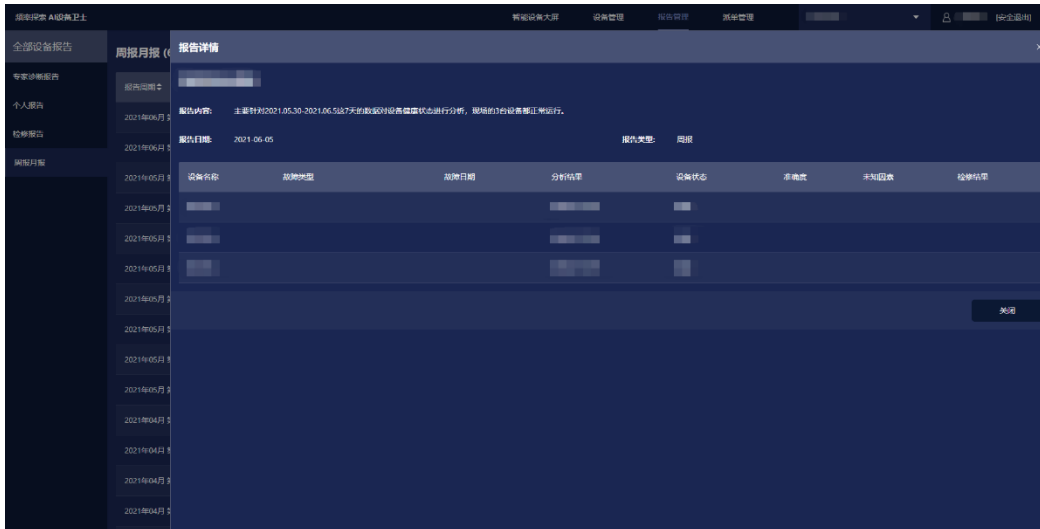 频率探索 AI设备卫士 智能设备大屏 设备管理 报告管理 派单管理 [安全退出]
全部设备报告
专家诊断报告
个人报告
检修报告
周报月报
周报月报
报告周期
2021年06月
2021年06月
2021年05月
2021年05月
2021年05月
2021年05月
2021年05月
2021年05月
2021年05月
2021年05月
2021年04月
2021年04月
2021年04月
2021年04月
报告详情
报告内容: 主要针对2021.05.30-2021.06.5这7天的数据对设备健康状态进行分析，现场的3台设备都正常运行。
报告日期: 2021-06-05 报告类型: 周报
设备名称 故障类型 故障日期 分析结果 设备状态 准确度 未知因素 检修结果
关闭